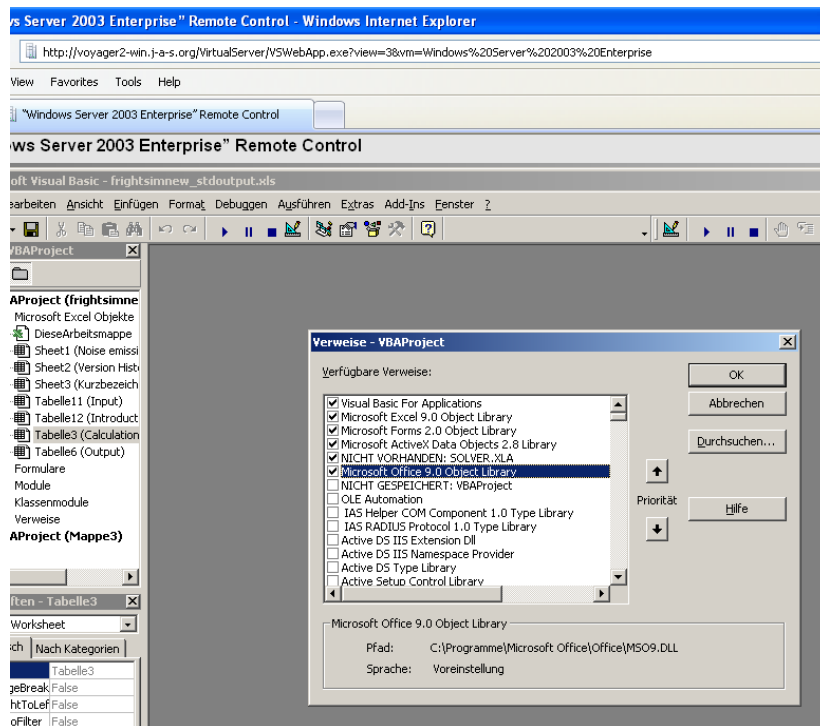 vs Server 2003 Enterprise" Remote Control - Windows Internet Explorer
http://voyager2-win.j-a-s.org/VirtualServer/VSWebApp.exe?view=3&vm=Windows%20Server%202003%20Enterprise
View Favorites Tools Help
"Windows Server 2003 Enterprise" Remote Control
ows Server 2003 Enterprise" Remote Control
oft Visual Basic - frightsimnew_stdoutput.xls
earbeiten Ansicht Einfügen Format Debuggen Ausführen Extras Add-Ins Fenster ?
VBAProject
AProject (frightsimne
Microsoft Excel Objekte
DieseArbeitsmappe
Sheet1 (Noise emissi
Sheet2 (Version Histo
Sheet3 (Kurzbezeich
Tabelle11 (Input)
Tabelle12 (Introduct
Tabelle3 (Calculation
Tabelle6 (Output)
Formulare
Module
Klassenmodule
Verweise
AProject (Mappe3)
ften - Tabelle3
Worksheet
sch Nach Kategorien
Tabelle3
geBreak False
htToLef False
oFilter False
Verweise - VBAProject
Verfügbare Verweise:
Visual Basic For Applications
Microsoft Excel 9.0 Object Library
Microsoft Forms 2.0 Object Library
Microsoft ActiveX Data Objects 2.8 Library
NICHT VORHANDEN: SOLVER.XLA
Microsoft Office 9.0 Object Library
NICHT GESPEICHERT: VBAProject
OLE Automation
IAS Helper COM Component 1.0 Type Library
IAS RADIUS Protocol 1.0 Type Library
Active DS IIS Extension Dll
Active DS IIS Namespace Provider
Active DS Type Library
Active Setup Control Library
OK
Abbrechen
Durchsuchen...
Priorität
Hilfe
Microsoft Office 9.0 Object Library
Pfad: C:\Programme\Microsoft Office\Office\MSO9.DLL
Sprache: Voreinstellung